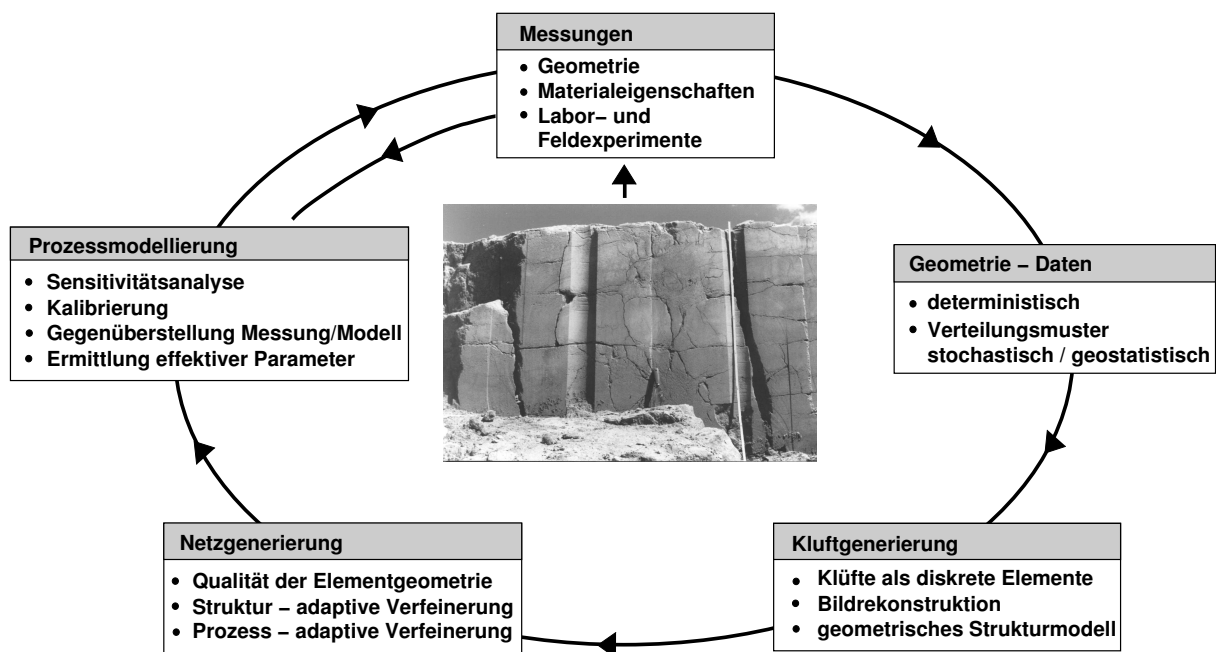 Messungen
• Geometrie
• Materialeigenschaften
• Labor– und
Feldexperimente
Prozessmodellierung
• Sensitivitätsanalyse
• Kalibrierung
• Gegenüberstellung Messung/Modell
• Ermittlung effektiver Parameter
Geometrie – Daten
• deterministisch
• Verteilungsmuster
stochastisch / geostatistisch
Netzgenerierung
• Qualität der Elementgeometrie
• Struktur – adaptive Verfeinerung
• Prozess – adaptive Verfeinerung
Kluftgenerierung
• Klüfte als diskrete Elemente
• Bildrekonstruktion
• geometrisches Strukturmodell